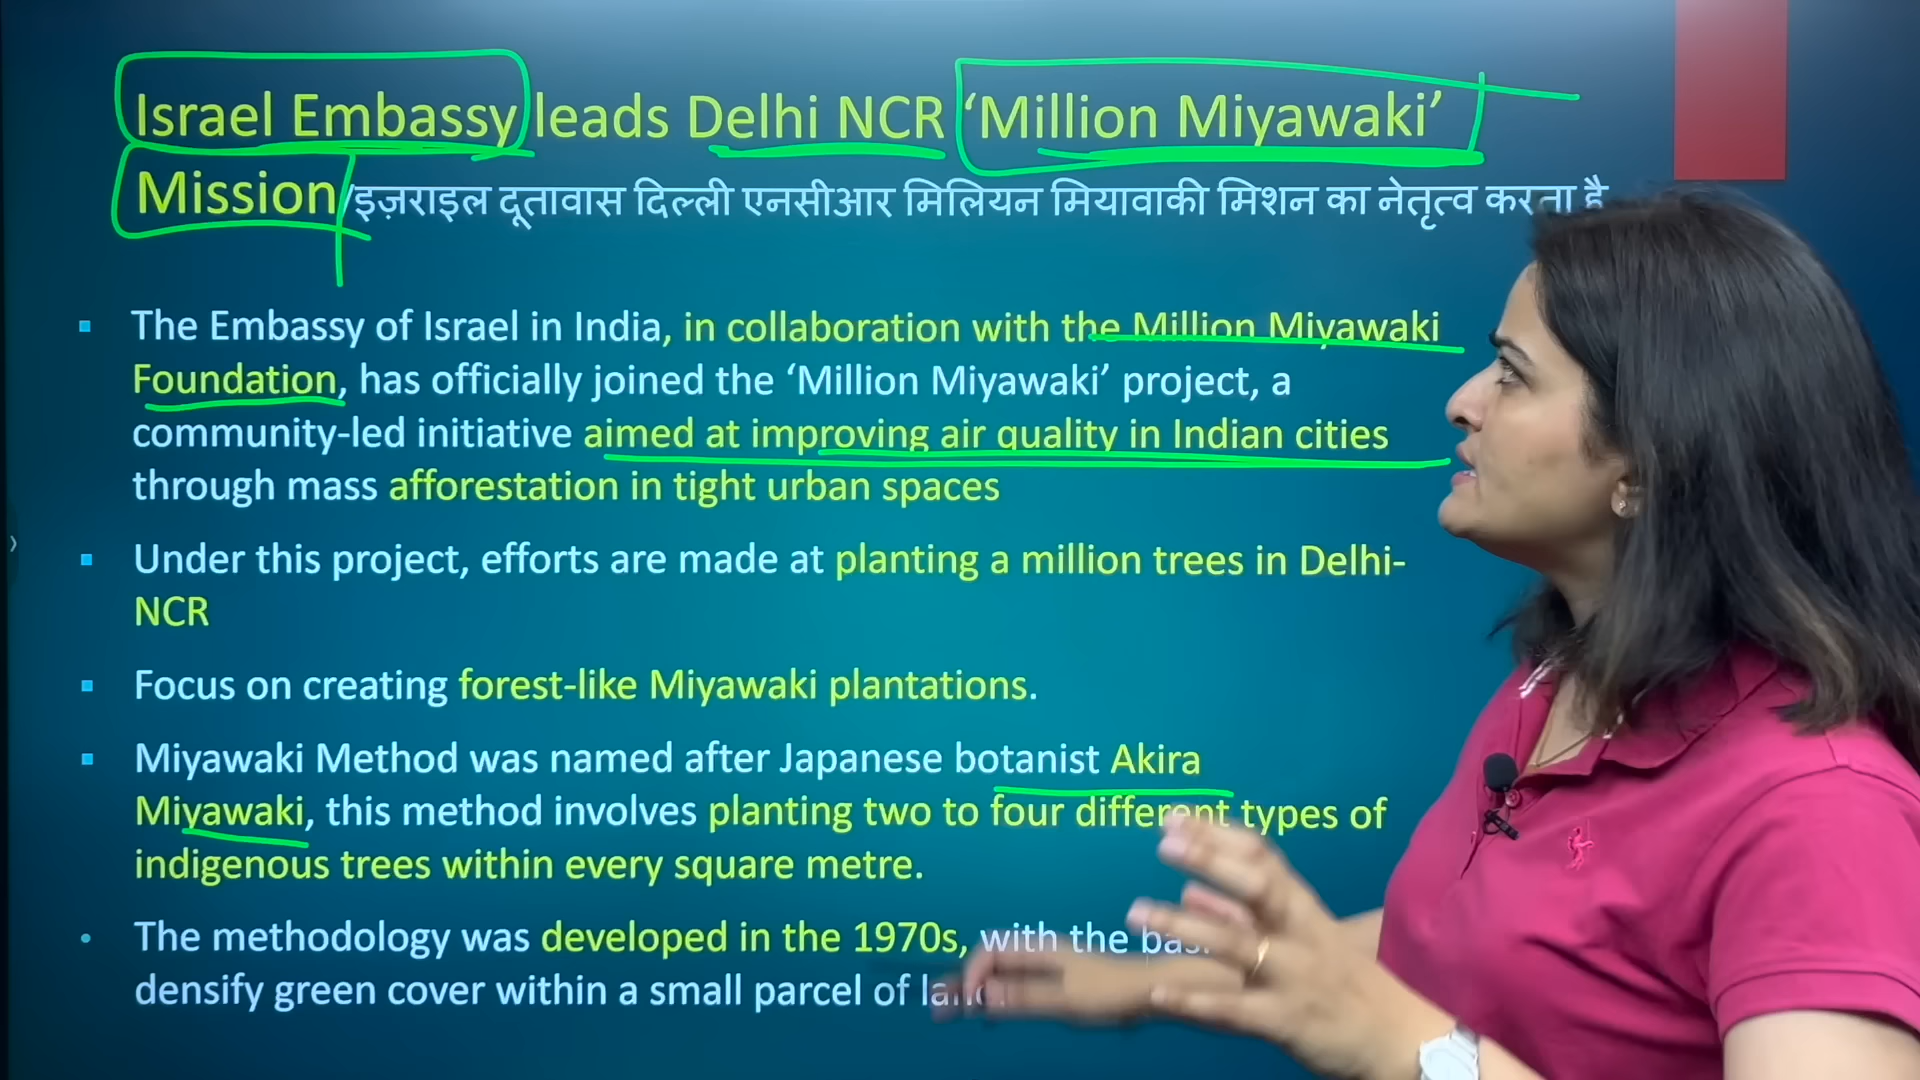 Israel Embassy leads Delhi NCR ‘Million Miyawaki’
Mission/इज़राइल दूतावास दिल्ली एनसीआर मिलियन मियावाकी मिशन का नेतृत्व करता है
The Embassy of Israel in India, in collaboration with the Million Miyawaki
Foundation, has officially joined the ‘Million Miyawaki’ project, a
community-led initiative aimed at improving air quality in Indian cities
through mass afforestation in tight urban spaces
Under this project, efforts are made at planting a million trees in Delhi-
NCR
Focus on creating forest-like Miyawaki plantations.
Miyawaki Method was named after Japanese botanist Akira
Miyawaki, this method involves planting two to four different types of
indigenous trees within every square metre.
The methodology was developed in the 1970s, with the
densify green cover within a small parcel of